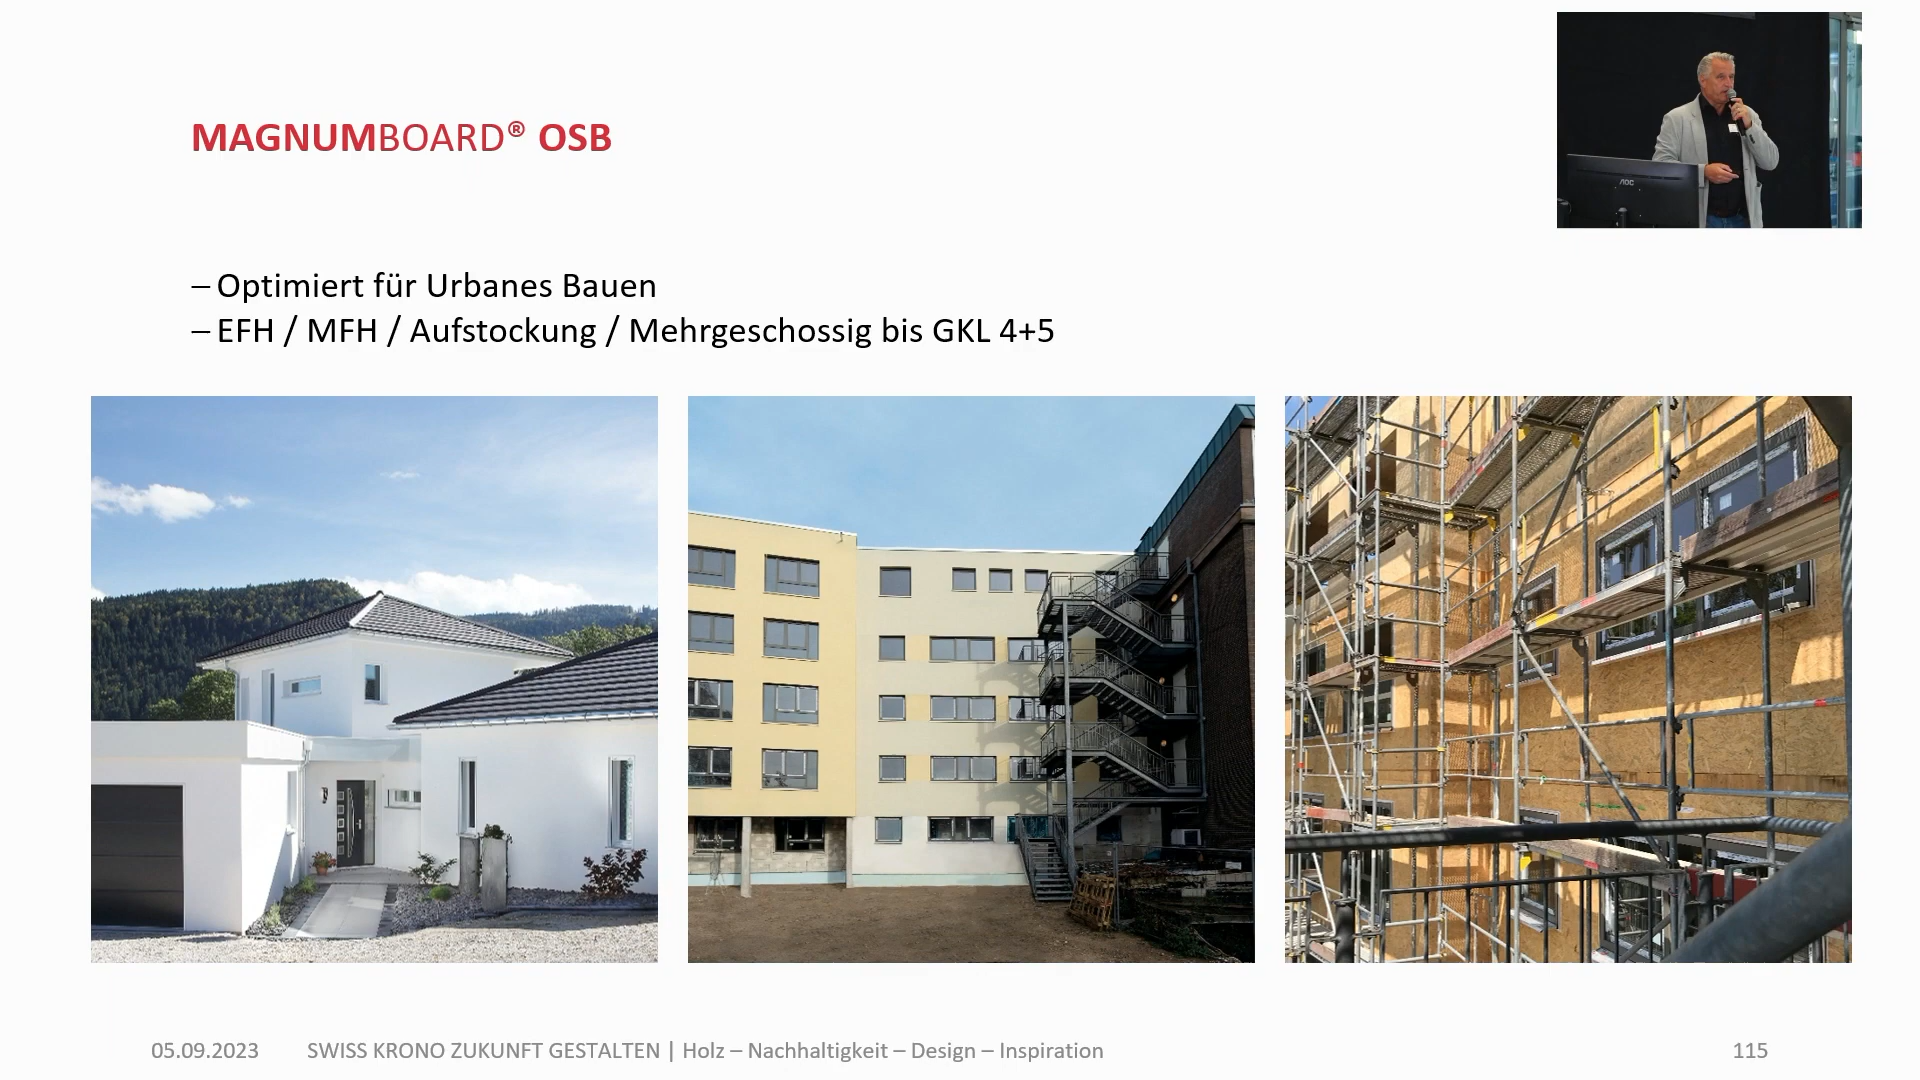 MAGNUMBOARD® OSB
– Optimiert für Urbanes Bauen
– EFH / MFH / Aufstockung / Mehrgeschossig bis GKL 4+5
AOC
05.09.2023 SWISS KRONO ZUKUNFT GESTALTEN | Holz – Nachhaltigkeit – Design – Inspiration 115